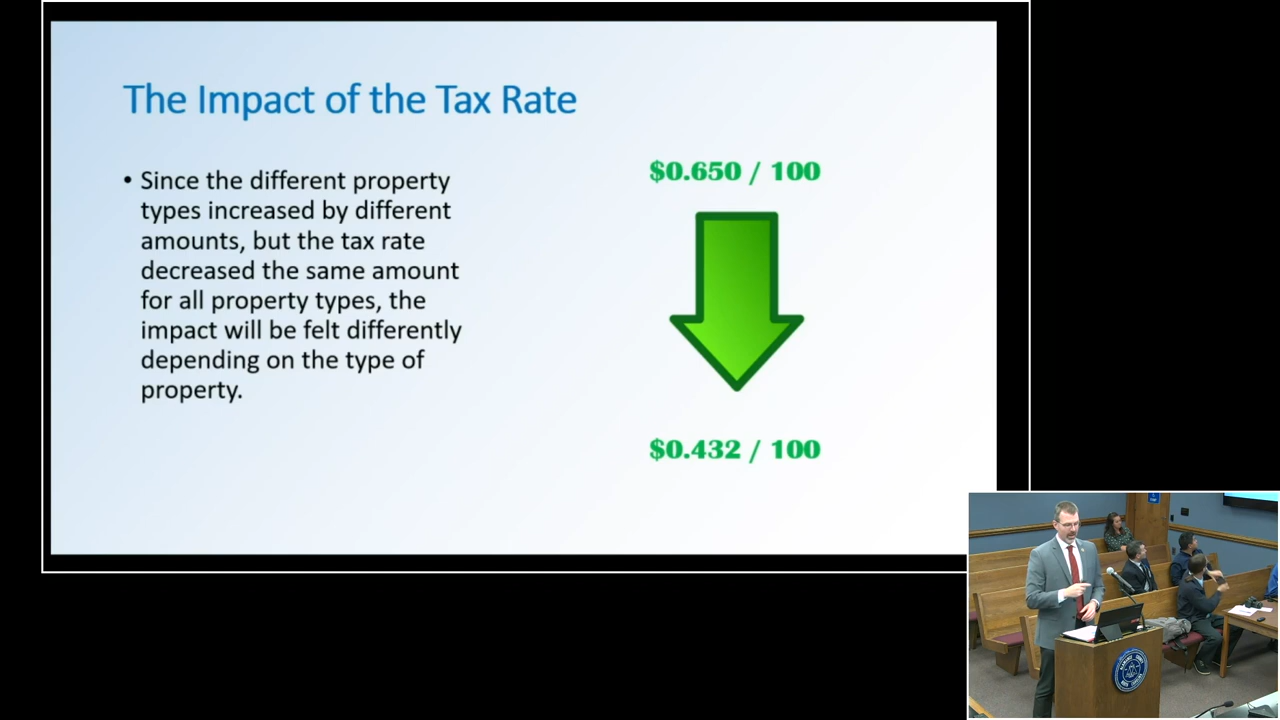 The Impact of the Tax Rate
• Since the different property
types increased by different
amounts, but the tax rate
decreased the same amount
for all property types, the
impact will be felt differently
depending on the type of
property.
$0.650 / 100
$0.432 / 100